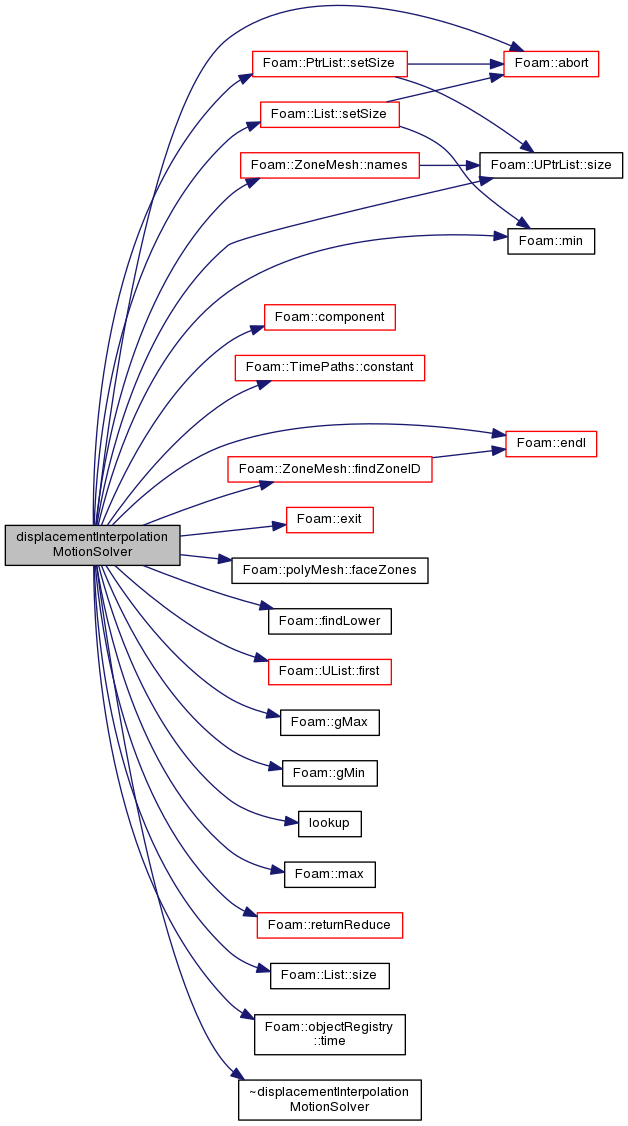 Foam::PtrList::setSize
Foam::abort
Foam::List::setSize
Foam::ZoneMesh::names
Foam::UPtrList::size
Foam::min
Foam::component
Foam::TimePaths::constant
Foam::endl
Foam::ZoneMesh::findZoneID
Foam::exit
displacementInterpolation
MotionSolver
Foam::polyMesh::faceZones
Foam::findLower
Foam::UList::first
Foam::gMax
Foam::gMin
lookup
Foam::max
Foam::returnReduce
Foam::List::size
Foam::objectRegistry
::time
~displacementInterpolation
MotionSolver